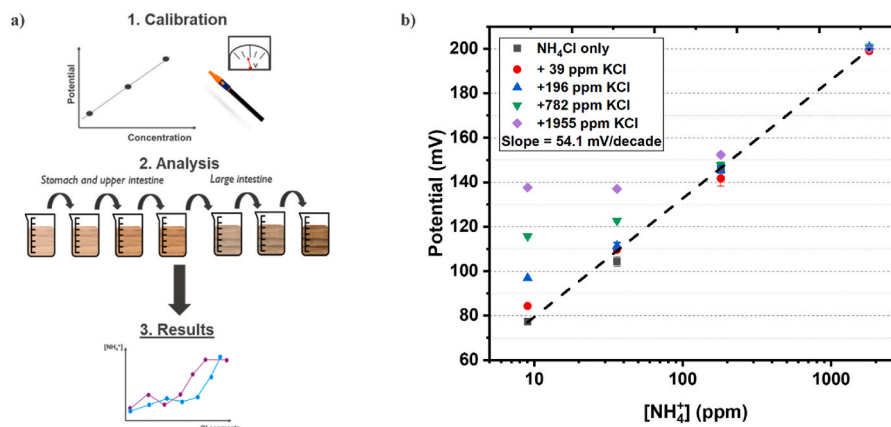 a)
1. Calibration
Potential
Concentration
V
2. Analysis
Stomach and upper intestine
Large intestine
3. Results
[NH₄⁺]
GI segments
b)
Potential (mV)
200
180
160
140
120
100
80
60
NH₄Cl only
+ 39 ppm KCl
+196 ppm KCl
+782 ppm KCl
+1955 ppm KCl
Slope = 54.1 mV/decade
10
100
1000
[NH₄⁺] (ppm)